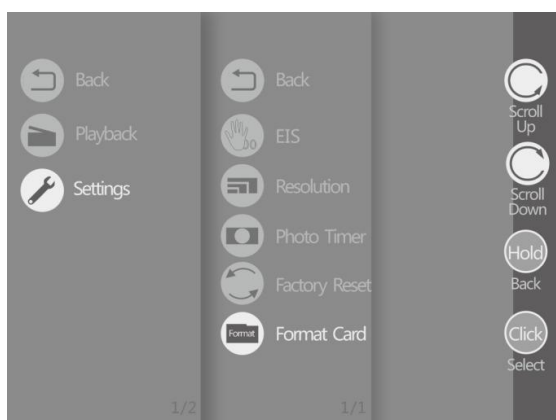 Back
Playback
Settings
1/2
Back
EIS
Resolution
Photo Timer
Factory Reset
Format
Format Card
1/1
Scroll
Up
Scroll
Down
Hold
Back
Click
Select